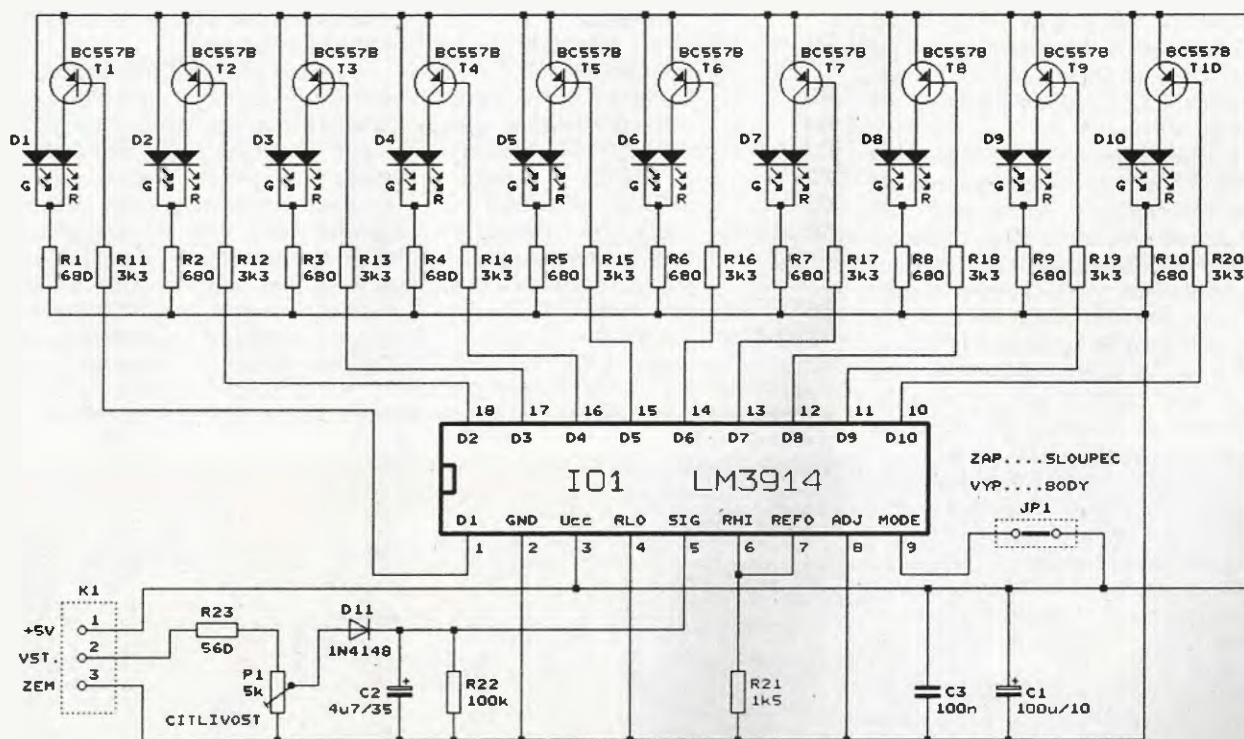 BC557B BC557B BC557B BC557B BC557B BC557B BC557B BC557B BC557B BC557B
T1 T2 T3 T4 T5 T6 T7 T8 T9 T1D
D1 D2 D3 D4 D5 D6 D7 D8 D9 D10
G R G R G R G R G R G R G R G R G R G R
R1 R11 R2 R12 R3 R13 R4 R14 R5 R15 R6 R16 R7 R17 R8 R18 R9 R19 R10 R20
68D 3k3 680 3k3 680 3k3 68D 3k3 680 3k3 680 3k3 680 3k3 680 3k3 680 3k3 680 3k3
18 17 16 15 14 13 12 11 10
D2 D3 D4 D5 D6 D7 D8 D9 D10
IO1 LM3914
ZAP....SLOUPEC
VYP....BODY
JP1
D1 GND Ucc RLO SIG RHI REFO ADJ MODE
1 2 3 4 5 6 7 8 9
K1
+5V 1
VST. 2
ZEM 3
R23
56D
D11
1N4148
P1
5k
CITLIVOST
C2
4u7/35
+
R22
100k
R21
1k5
C3
100n
+
C1
100u/10